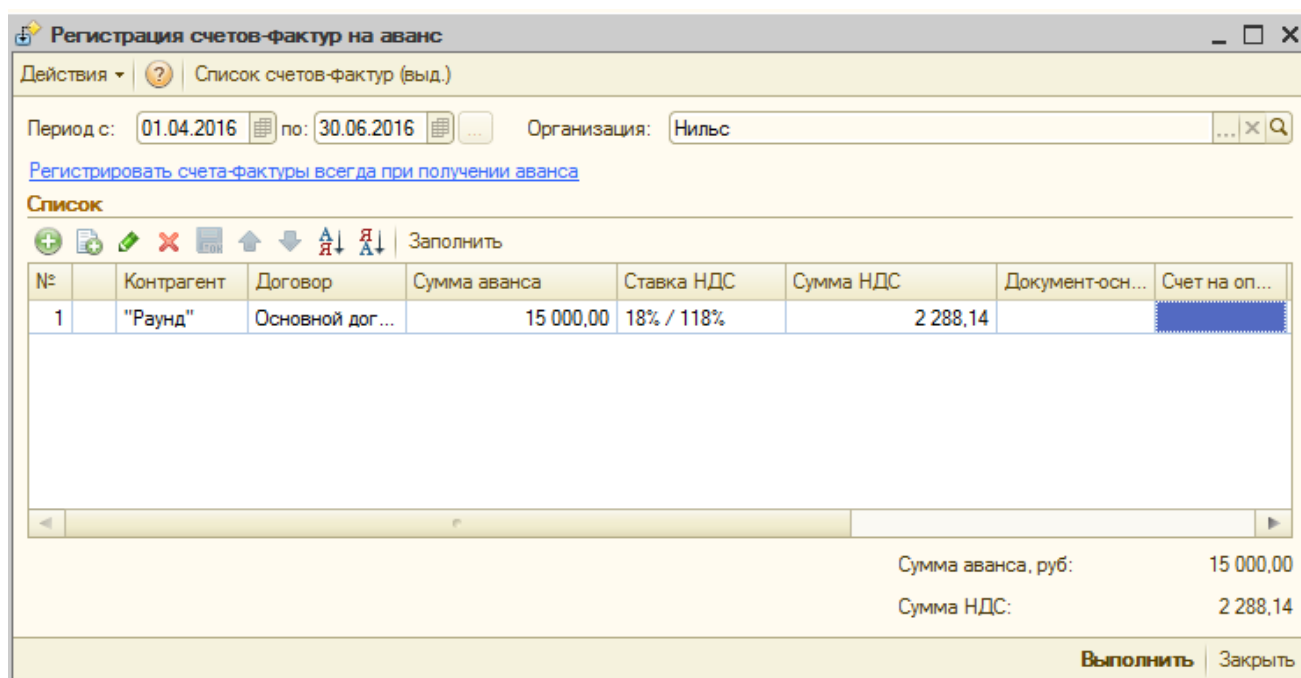 Регистрация счетов-фактур на аванс
Действия Список счетов-фактур (выд.)
Период с: 01.04.2016 по: 30.06.2016 ... Организация: Нильс ...
Регистрировать счета-фактуры всегда при получении аванса
Список
Заполнить
№ Контрагент Договор Сумма аванса Ставка НДС Сумма НДС Документ-осн... Счет на оп...
1 "Раунд" Основной дог... 15 000,00 18% / 118% 2 288,14
Сумма аванса, руб: 15 000,00
Сумма НДС: 2 288,14
Выполнить Закрыть